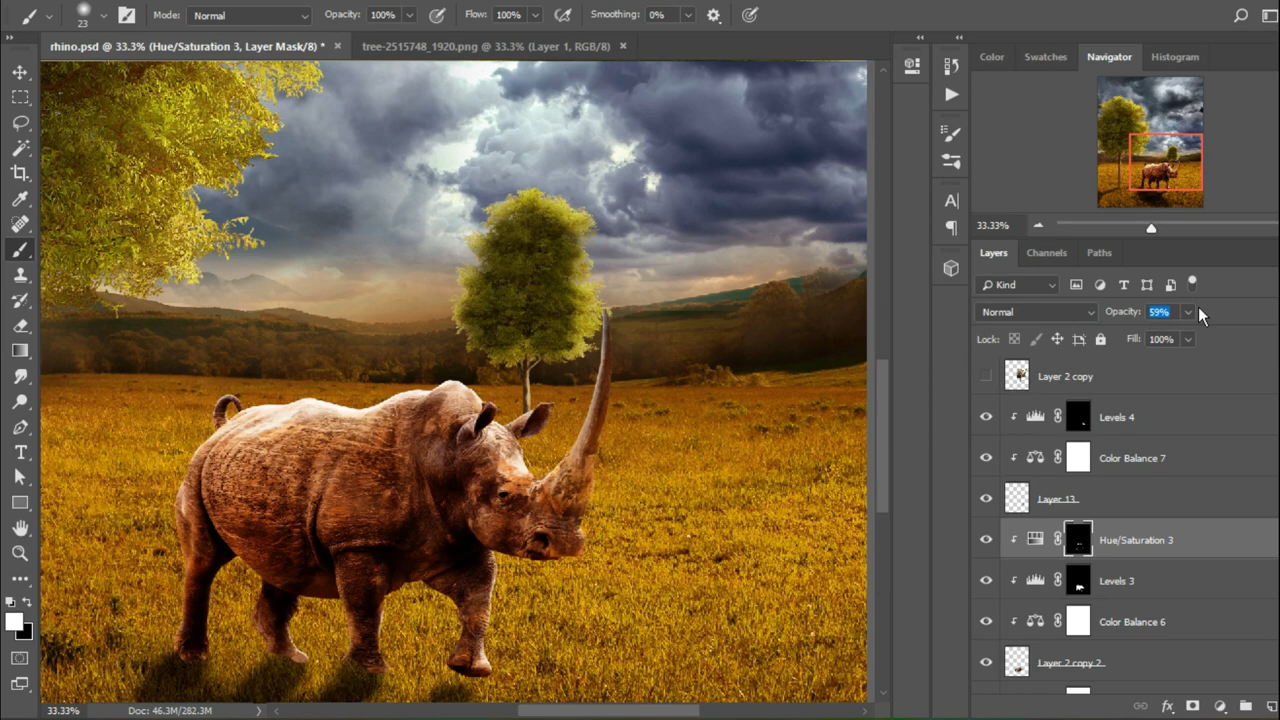 23
Mode: Normal
Opacity: 100%
Flow: 100%
Smoothing: 0%
rhino.psd @ 33.3% (Hue/Saturation 3, Layer Mask/8) *
tree-2515748_1920.png @ 33.3% (Layer 1, RGB/8)
Color Swatches Navigator Histogram
33.33%
Layers Channels Paths
Kind
Normal Opacity: 59%
Lock: Fill: 100%
Layer 2 copy
Levels 4
Color Balance 7
Layer 13
Hue/Saturation 3
Levels 3
Color Balance 6
Layer 2 copy 2
33.33% Doc: 46.3M/282.3M